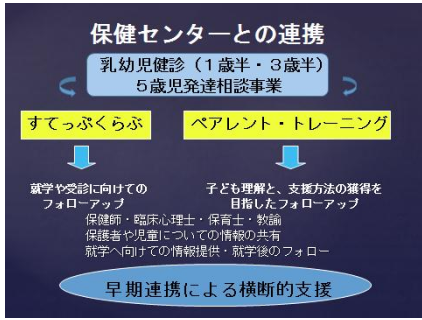 保健センターとの連携
乳幼児健診（１歳半・３歳半）
５歳児発達相談事業
すてっぷくらぶ
ペアレント・トレーニング
就学や受診に向けての
フォローアップ
子ども理解と、支援方法の獲得を
目指したフォローアップ
保健師・臨床心理士・保育士・教諭
保護者や児童についての情報の共有
就学へ向けての情報提供・就学後のフォロー
早期連携による横断的支援